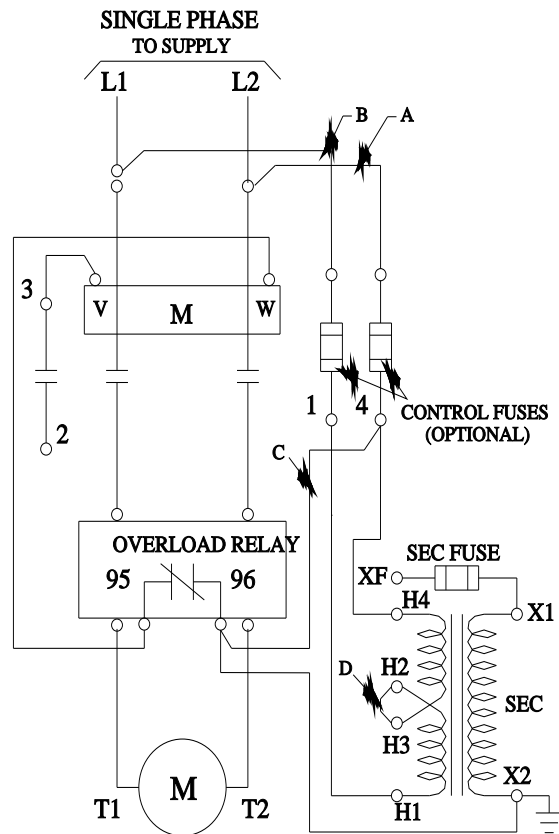 SINGLE PHASE
TO SUPPLY
L1 L2
B A
3
V M W
1 4
CONTROL FUSES
(OPTIONAL)
2
C
OVERLOAD RELAY
SEC FUSE
95 96
XF
H4 X1
D H2
SEC
H3
X2
T1 M T2
H1